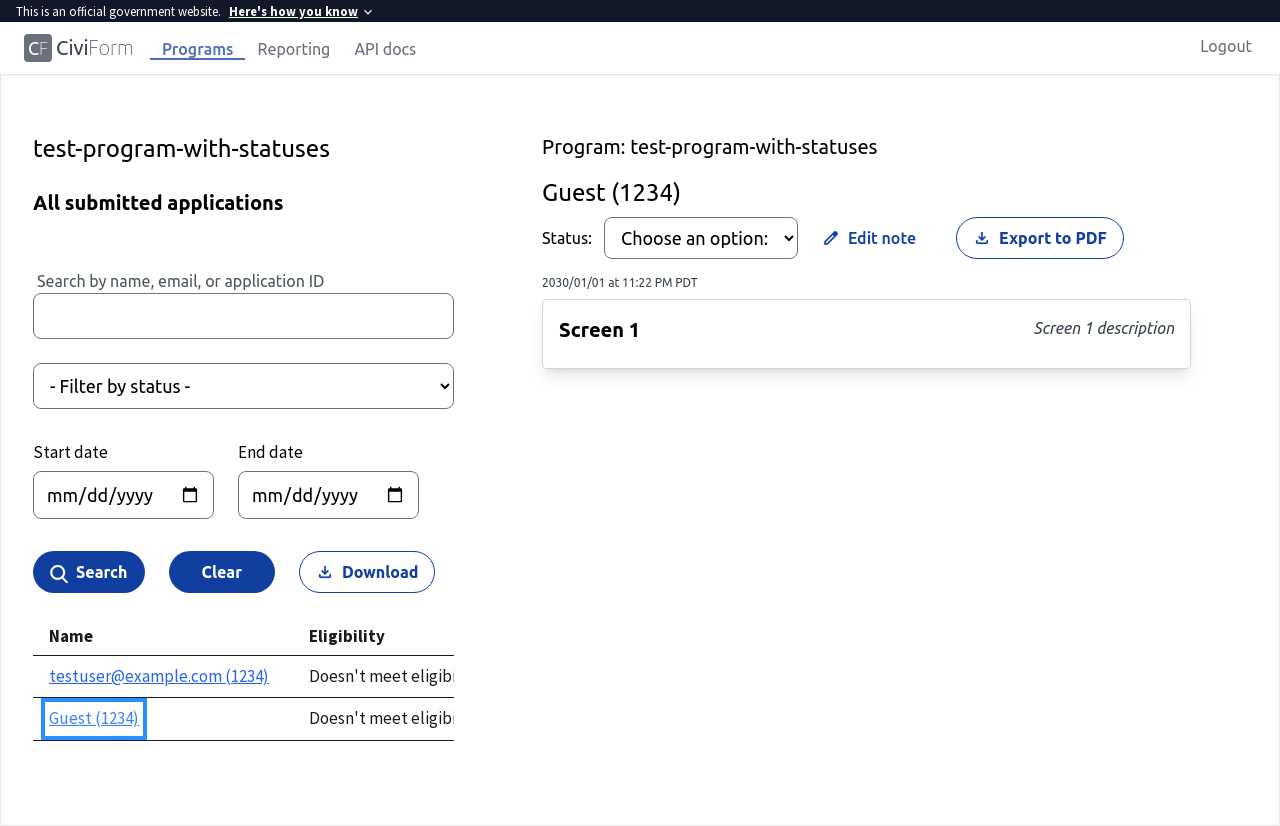 This is an official government website. Here's how you know
CF CiviForm Programs Reporting API docs Logout
test-program-with-statuses
All submitted applications
Search by name, email, or application ID
- Filter by status -
Start date End date
mm/dd/yyyy mm/dd/yyyy
Search Clear Download
Name Eligibility
testuser@example.com (1234) Doesn't meet eligibi
Guest (1234) Doesn't meet eligibi
Program: test-program-with-statuses
Guest (1234)
Status: Choose an option: Edit note Export to PDF
2030/01/01 at 11:22 PM PDT
Screen 1 Screen 1 description